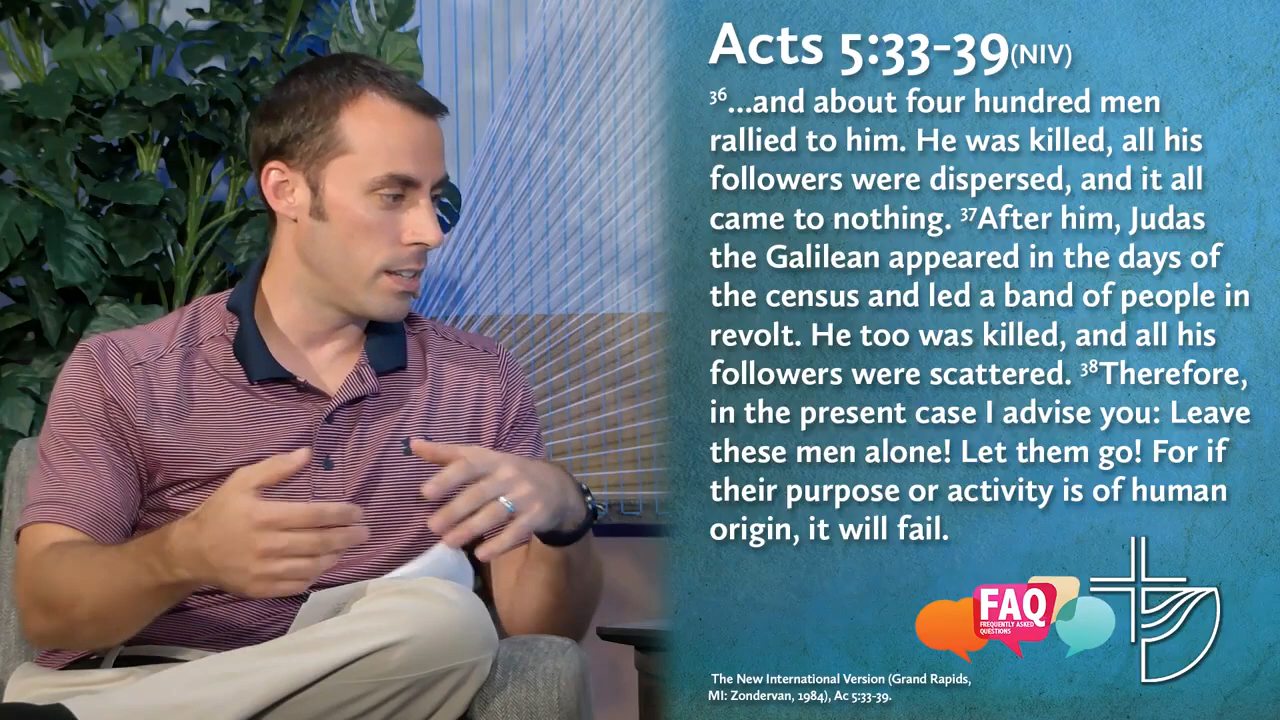 Acts 5:33-39(NIV)
36...and about four hundred men
rallied to him. He was killed, all his
followers were dispersed, and it all
came to nothing. 37After him, Judas
the Galilean appeared in the days of
the census and led a band of people in
revolt. He too was killed, and all his
followers were scattered. 38Therefore,
in the present case I advise you: Leave
these men alone! Let them go! For if
their purpose or activity is of human
origin, it will fail.
FAQ
FREQUENTLY ASKED
QUESTIONS
The New International Version (Grand Rapids,
MI: Zondervan, 1984), Ac 5:33-39.